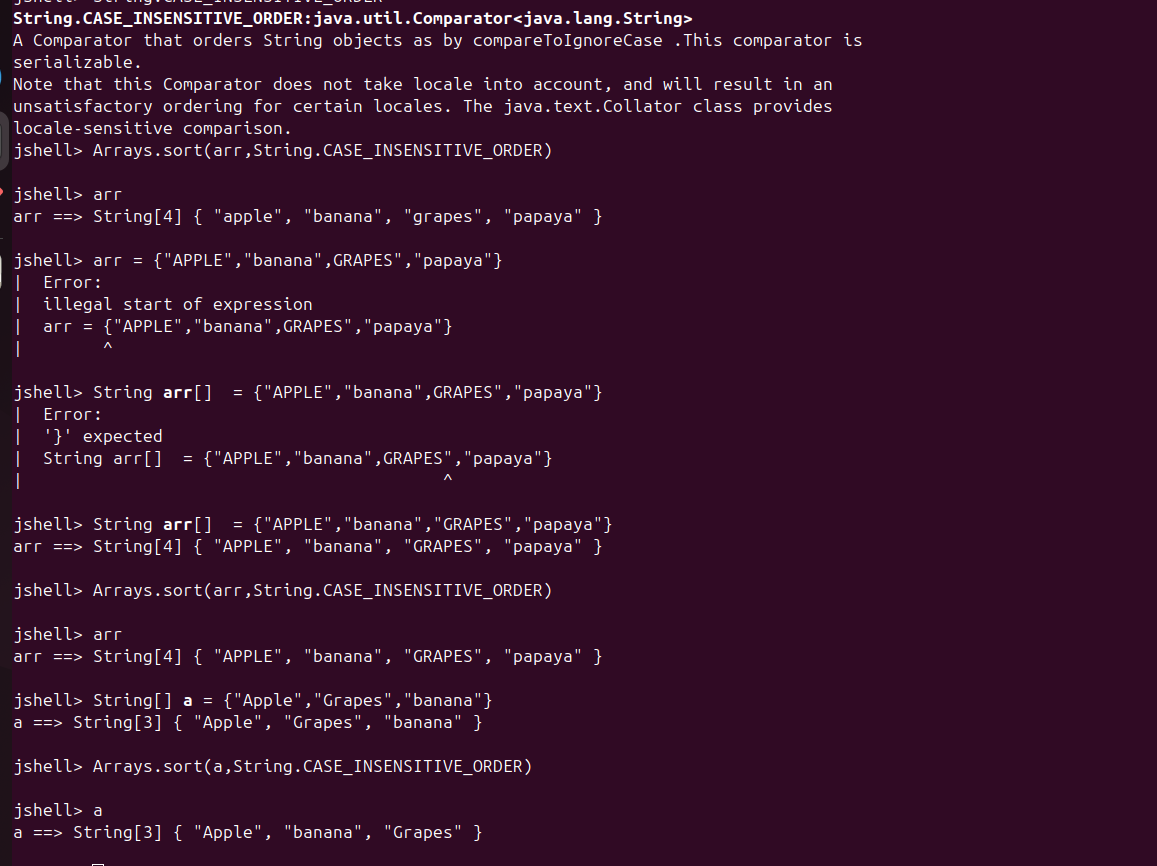 String.CASE_INSENSITIVE_ORDER:java.util.Comparator<java.lang.String>
A Comparator that orders String objects as by compareToIgnoreCase .This comparator is
serializable.
Note that this Comparator does not take locale into account, and will result in an
unsatisfactory ordering for certain locales. The java.text.Collator class provides
locale-sensitive comparison.
jshell> Arrays.sort(arr,String.CASE_INSENSITIVE_ORDER)
jshell> arr
arr ==> String[4] { "apple", "banana", "grapes", "papaya" }
jshell> arr = {"APPLE","banana",GRAPES","papaya"}
|  Error:
|  illegal start of expression
|  arr = {"APPLE","banana",GRAPES","papaya"}
|        ^
jshell> String arr[]  = {"APPLE","banana",GRAPES","papaya"}
|  Error:
|  '}' expected
|  String arr[]  = {"APPLE","banana",GRAPES","papaya"}
|                                          ^
jshell> String arr[]  = {"APPLE","banana","GRAPES","papaya"}
arr ==> String[4] { "APPLE", "banana", "GRAPES", "papaya" }
jshell> Arrays.sort(arr,String.CASE_INSENSITIVE_ORDER)
jshell> arr
arr ==> String[4] { "APPLE", "banana", "GRAPES", "papaya" }
jshell> String[] a = {"Apple","Grapes","banana"}
a ==> String[3] { "Apple", "Grapes", "banana" }
jshell> Arrays.sort(a,String.CASE_INSENSITIVE_ORDER)
jshell> a
a ==> String[3] { "Apple", "banana", "Grapes" }